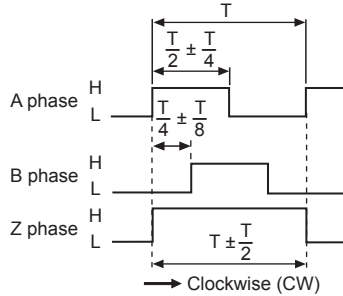 T
T/2 ± T/4
A phase H L
T/4 ± T/8
B phase H L
Z phase H L
T ± T/2
Clockwise (CW)